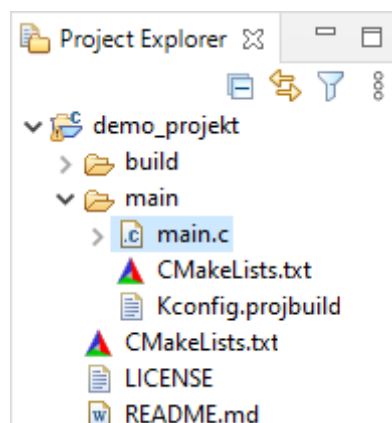 Project Explorer
demo_projekt
build
main
main.c
CMakeLists.txt
Kconfig.projbuild
CMakeLists.txt
LICENSE
README.md